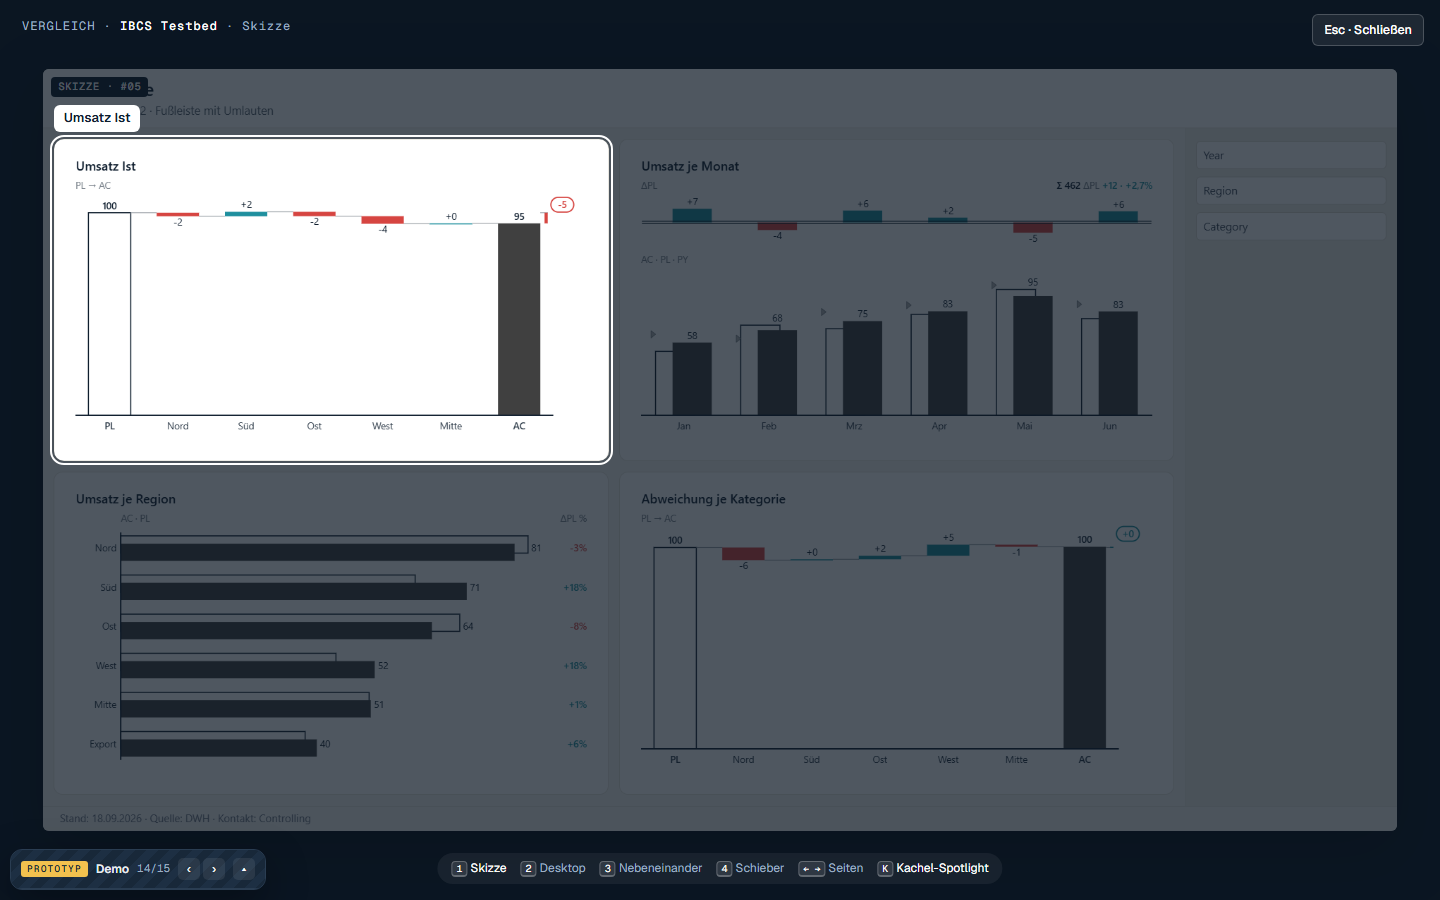 VERGLEICH · IBCS Testbed · Skizze
Esc · Schließen
SKIZZE · #05
e
2 · Fußleiste mit Umlauten
Umsatz Ist
Umsatz Ist
PL → AC
100
-2
+2
-2
-4
+0
95
-5
PL
Nord
Süd
Ost
West
Mitte
AC
Umsatz je Monat
ΔPL
Σ 462 ΔPL +12 · +2,7%
+7
-4
+6
+2
-5
+6
AC · PL · PY
58
68
75
83
95
83
Jan
Feb
Mrz
Apr
Mai
Jun
Year
Region
Category
Umsatz je Region
AC · PL
ΔPL %
Nord 81 -3%
Süd 71 +18%
Ost 64 -8%
West 52 +18%
Mitte 51 +1%
Export 40 +6%
Abweichung je Kategorie
PL → AC
100
-6
+0
+2
+5
-1
100
+0
PL
Nord
Süd
Ost
West
Mitte
AC
Stand: 18.09.2026 · Quelle: DWH · Kontakt: Controlling
PROTOTYP Demo 14/15 ‹ ›
1 Skizze 2 Desktop 3 Nebeneinander 4 Schieber ← → Seiten K Kachel-Spotlight